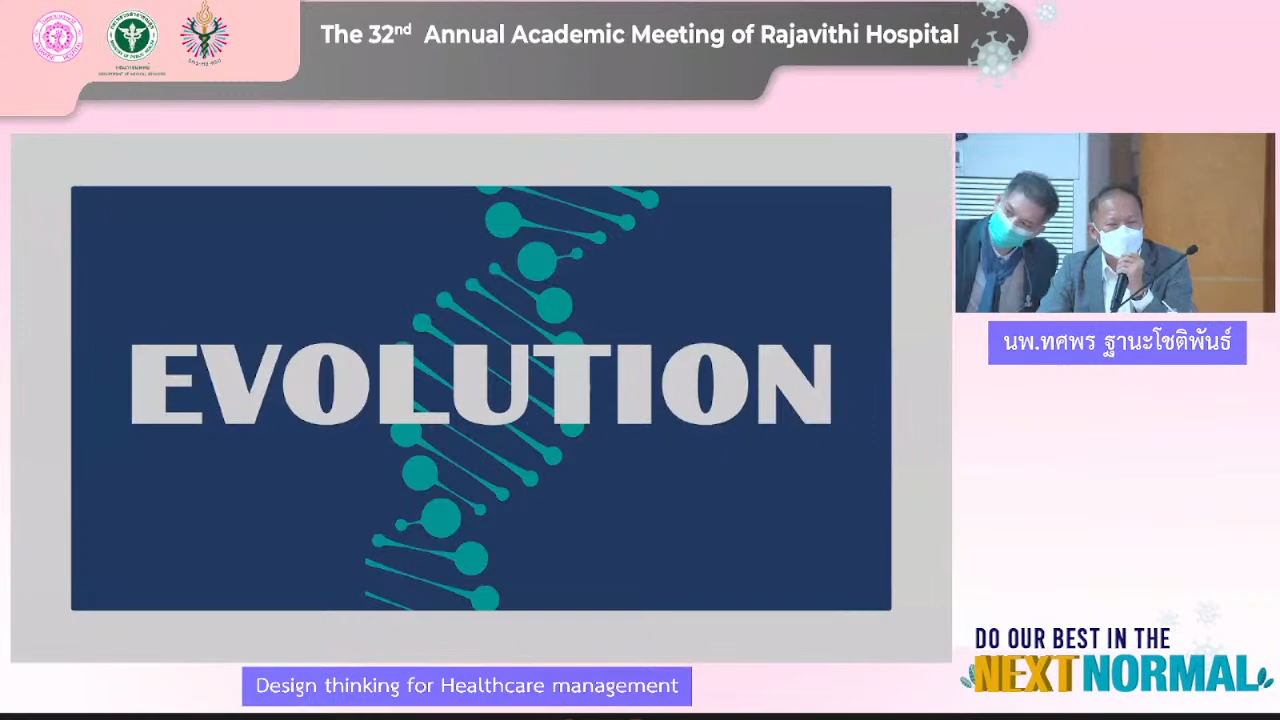 The 32nd Annual Academic Meeting of Rajavithi Hospital
EVOLUTION
นพ.ทศพร ฐานะโชติพันธ์
DO OUR BEST IN THE
NEXT NORMAL
Design thinking for Healthcare management